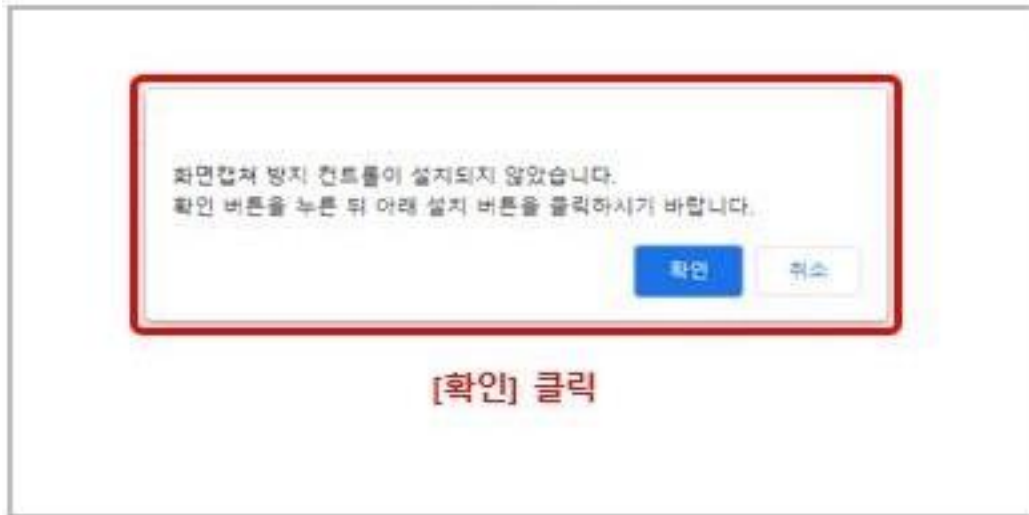 화면캡쳐 방지 컨트롤이 설치되지 않았습니다.
확인 버튼을 누른 뒤 아래 설치 버튼을 클릭하시기 바랍니다.
확인
취소
[확인] 클릭